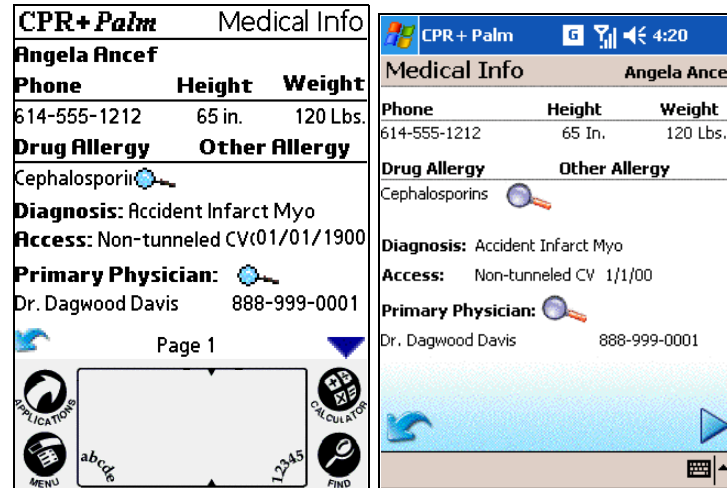 CPR+Palm Medical Info
Angela Ancef
Phone Height Weight
614-555-1212 65 in. 120 Lbs.
Drug Allergy Other Allergy
Cephalosporin
Diagnosis: Accident Infarct Myo
Access: Non-tunneled CV(01/01/1900
Primary Physician:
Dr. Dagwood Davis 888-999-0001
Page 1
APPLICATIONS
CALCULATOR
MENU
abcde
12345
FIND
CPR+ Palm G 4:20
Medical Info Angela Ance
Phone Height Weight
614-555-1212 65 In. 120 Lbs.
Drug Allergy Other Allergy
Cephalosporins
Diagnosis: Accident Infarct Myo
Access: Non-tunneled CV 1/1/00
Primary Physician:
Dr. Dagwood Davis 888-999-0001